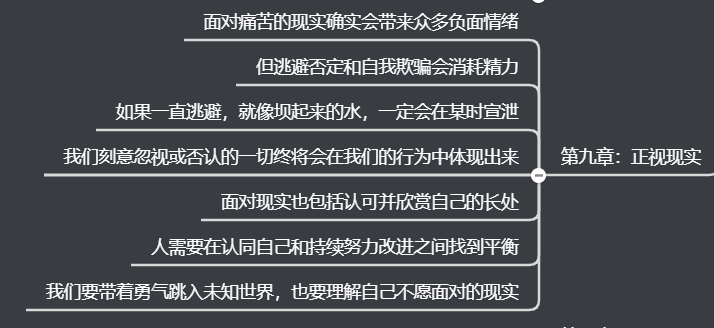 面对痛苦的现实确实会带来众多负面情绪
但逃避否定和自我欺骗会消耗精力
如果一直逃避，就像坝起来的水，一定会在某时宣泄
我们刻意忽视或否认的一切终将会在我们的行为中体现出来
第九章：正视现实
面对现实也包括认可并欣赏自己的长处
人需要在认同自己和持续努力改进之间找到平衡
我们要带着勇气跳入未知世界，也要理解自己不愿面对的现实